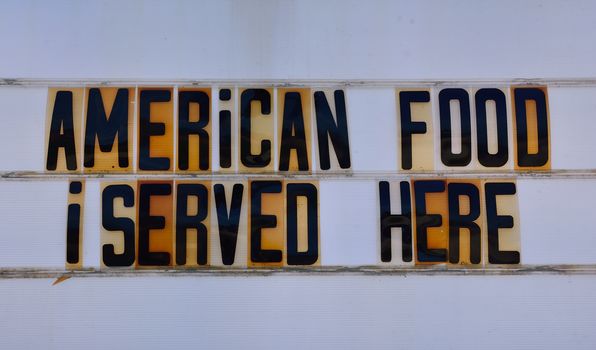 AMERiCAN FOOD
i SERVED HERE